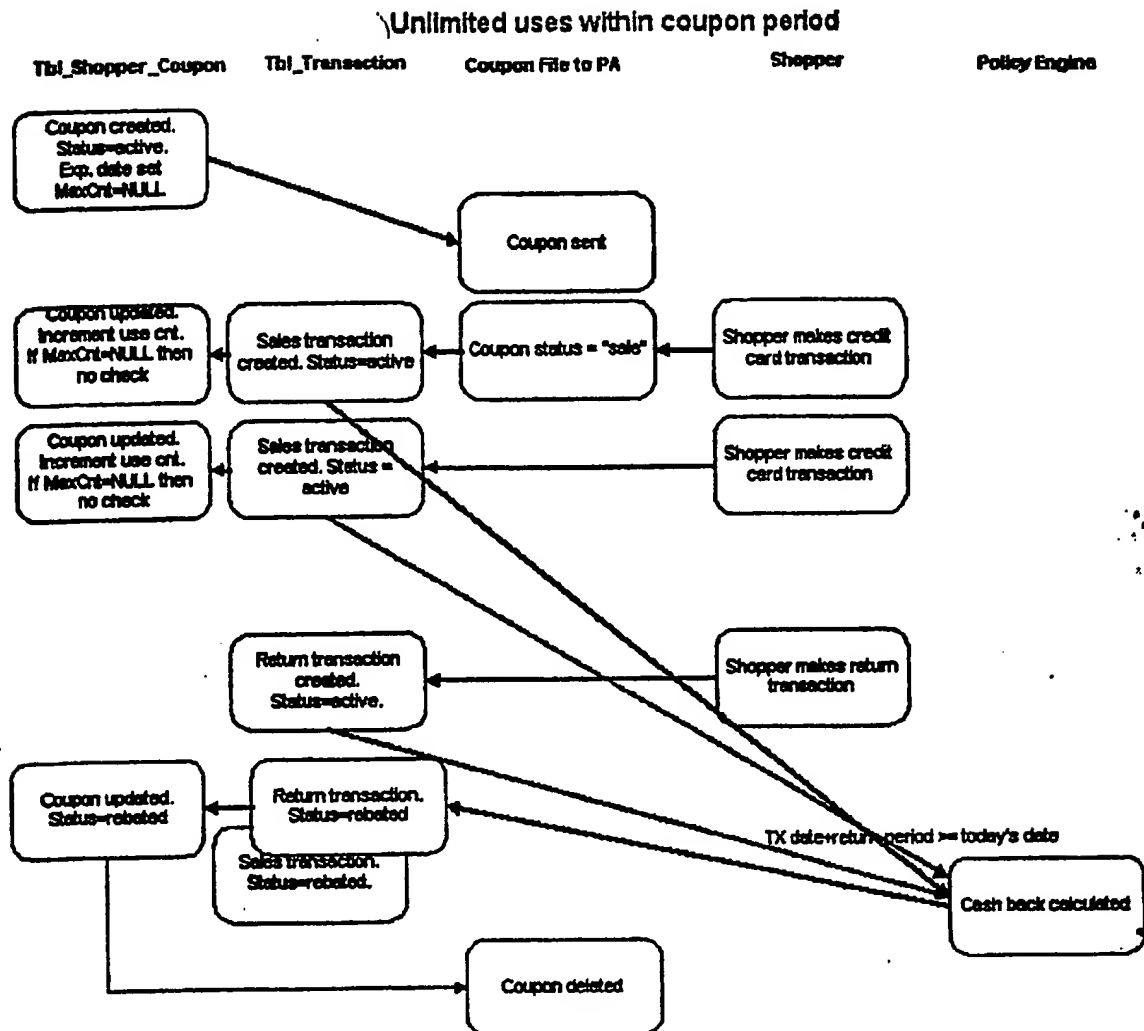 Unlimited uses within coupon period
Tbl_Shopper_Coupon Tbl_Transaction Coupon File to PA Shopper Policy Engine
Coupon created.
Status=active.
Exp. date set
MaxCnt=NULL
Coupon sent
Coupon updated.
Increment use cnt.
If MaxCnt=NULL then
no check
Sales transaction
created. Status=active
Coupon status = "sale"
Shopper makes credit
card transaction
Coupon updated.
Increment use cnt.
If MaxCnt=NULL then
no check
Sales transaction
created. Status =
active
Shopper makes credit
card transaction
Return transaction
created.
Status=active.
Shopper makes return
transaction
Coupon updated.
Status=rebated
Return transaction.
Status=rebated
Sales transaction.
Status=rebated.
TX date+return period >= today's date
Cash back calculated
Coupon deleted